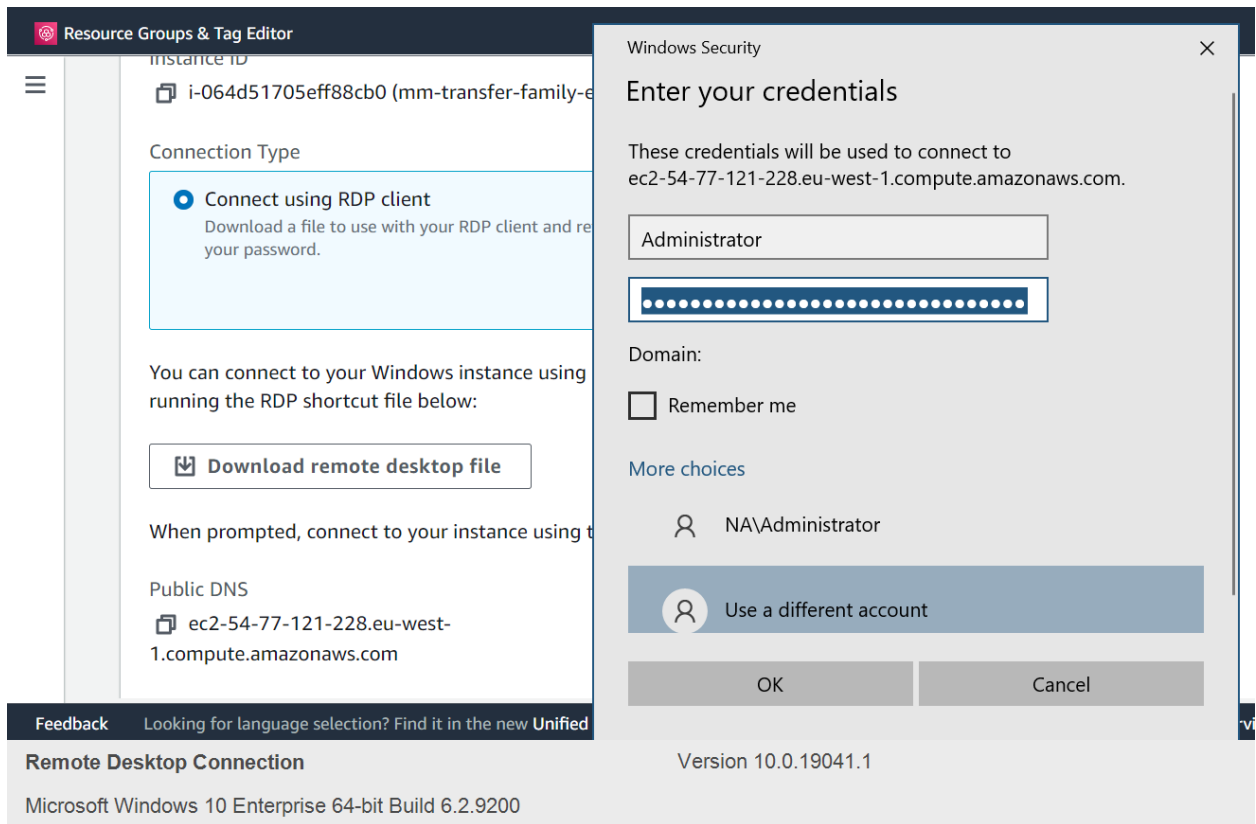 Resource Groups & Tag Editor
Instance ID
i-064d51705eff88cb0 (mm-transfer-family-e
Connection Type
Connect using RDP client
Download a file to use with your RDP client and re
your password.
You can connect to your Windows instance using
running the RDP shortcut file below:
Download remote desktop file
When prompted, connect to your instance using t
Public DNS
ec2-54-77-121-228.eu-west-
1.compute.amazonaws.com
Feedback Looking for language selection? Find it in the new Unified
Windows Security
Enter your credentials
These credentials will be used to connect to
ec2-54-77-121-228.eu-west-1.compute.amazonaws.com.
Administrator
Domain:
Remember me
More choices
NA\Administrator
Use a different account
OK Cancel
Remote Desktop Connection Version 10.0.19041.1
Microsoft Windows 10 Enterprise 64-bit Build 6.2.9200